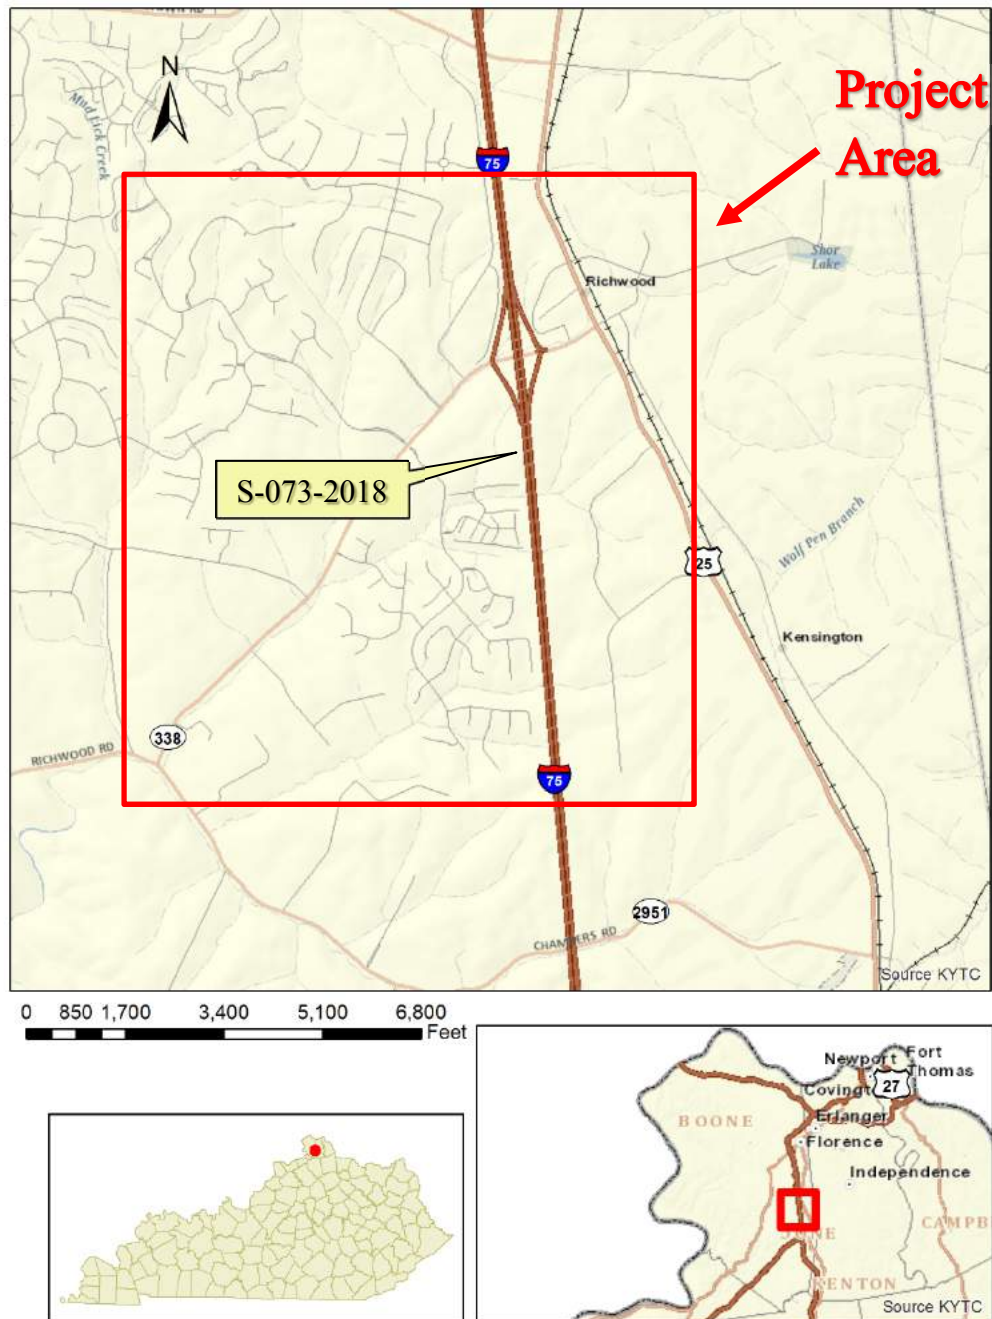 N
Mud Lick Creek
75
Project
Area
Shor
Lake
Richwood
S-073-2018
Wolf Pen Branch
25
Kensington
338
RICHWOOD RD
75
2951
CHAMBERS RD
Source KYTC
0 850 1,700 3,400 5,100 6,800
Feet
Newport
Fort
Thomas
27
BOONE
Erlanger
Florence
Independence
CAMPB
KENTON
Source KYTC